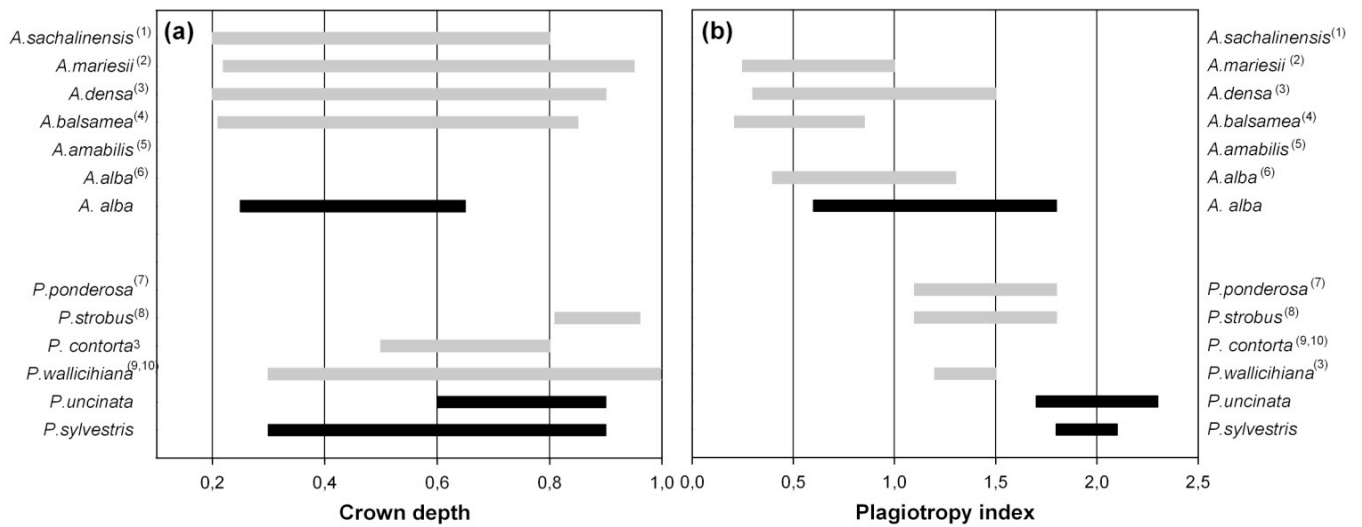 (a)
A.sachalinensis(1)
A.mariesii(2)
A.densa(3)
A.balsamea(4)
A.amabilis(5)
A.alba(6)
A. alba
P.ponderosa(7)
P.strobus(8)
P. contorta3
P.wallicihiana(9,10)
P.uncinata
P.sylvestris
0,2 0,4 0,6 0,8 1,0
Crown depth
(b)
A.sachalinensis(1)
A.mariesii (2)
A.densa (3)
A.balsamea(4)
A.amabilis(5)
A.alba (6)
A. alba
P.ponderosa(7)
P.strobus(8)
P. contorta(9,10)
P.wallicihiana(3)
P.uncinata
P.sylvestris
0,0 0,5 1,0 1,5 2,0 2,5
Plagiotropy index